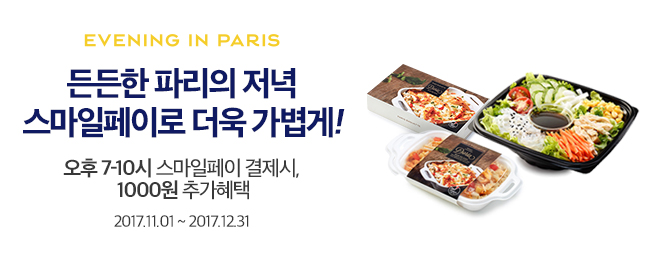 EVENING IN PARIS
든든한 파리의 저녁
스마일페이로 더욱 가볍게!
오후 7-10시 스마일페이 결제시,
1000원 추가혜택
2017.11.01 ~ 2017.12.31